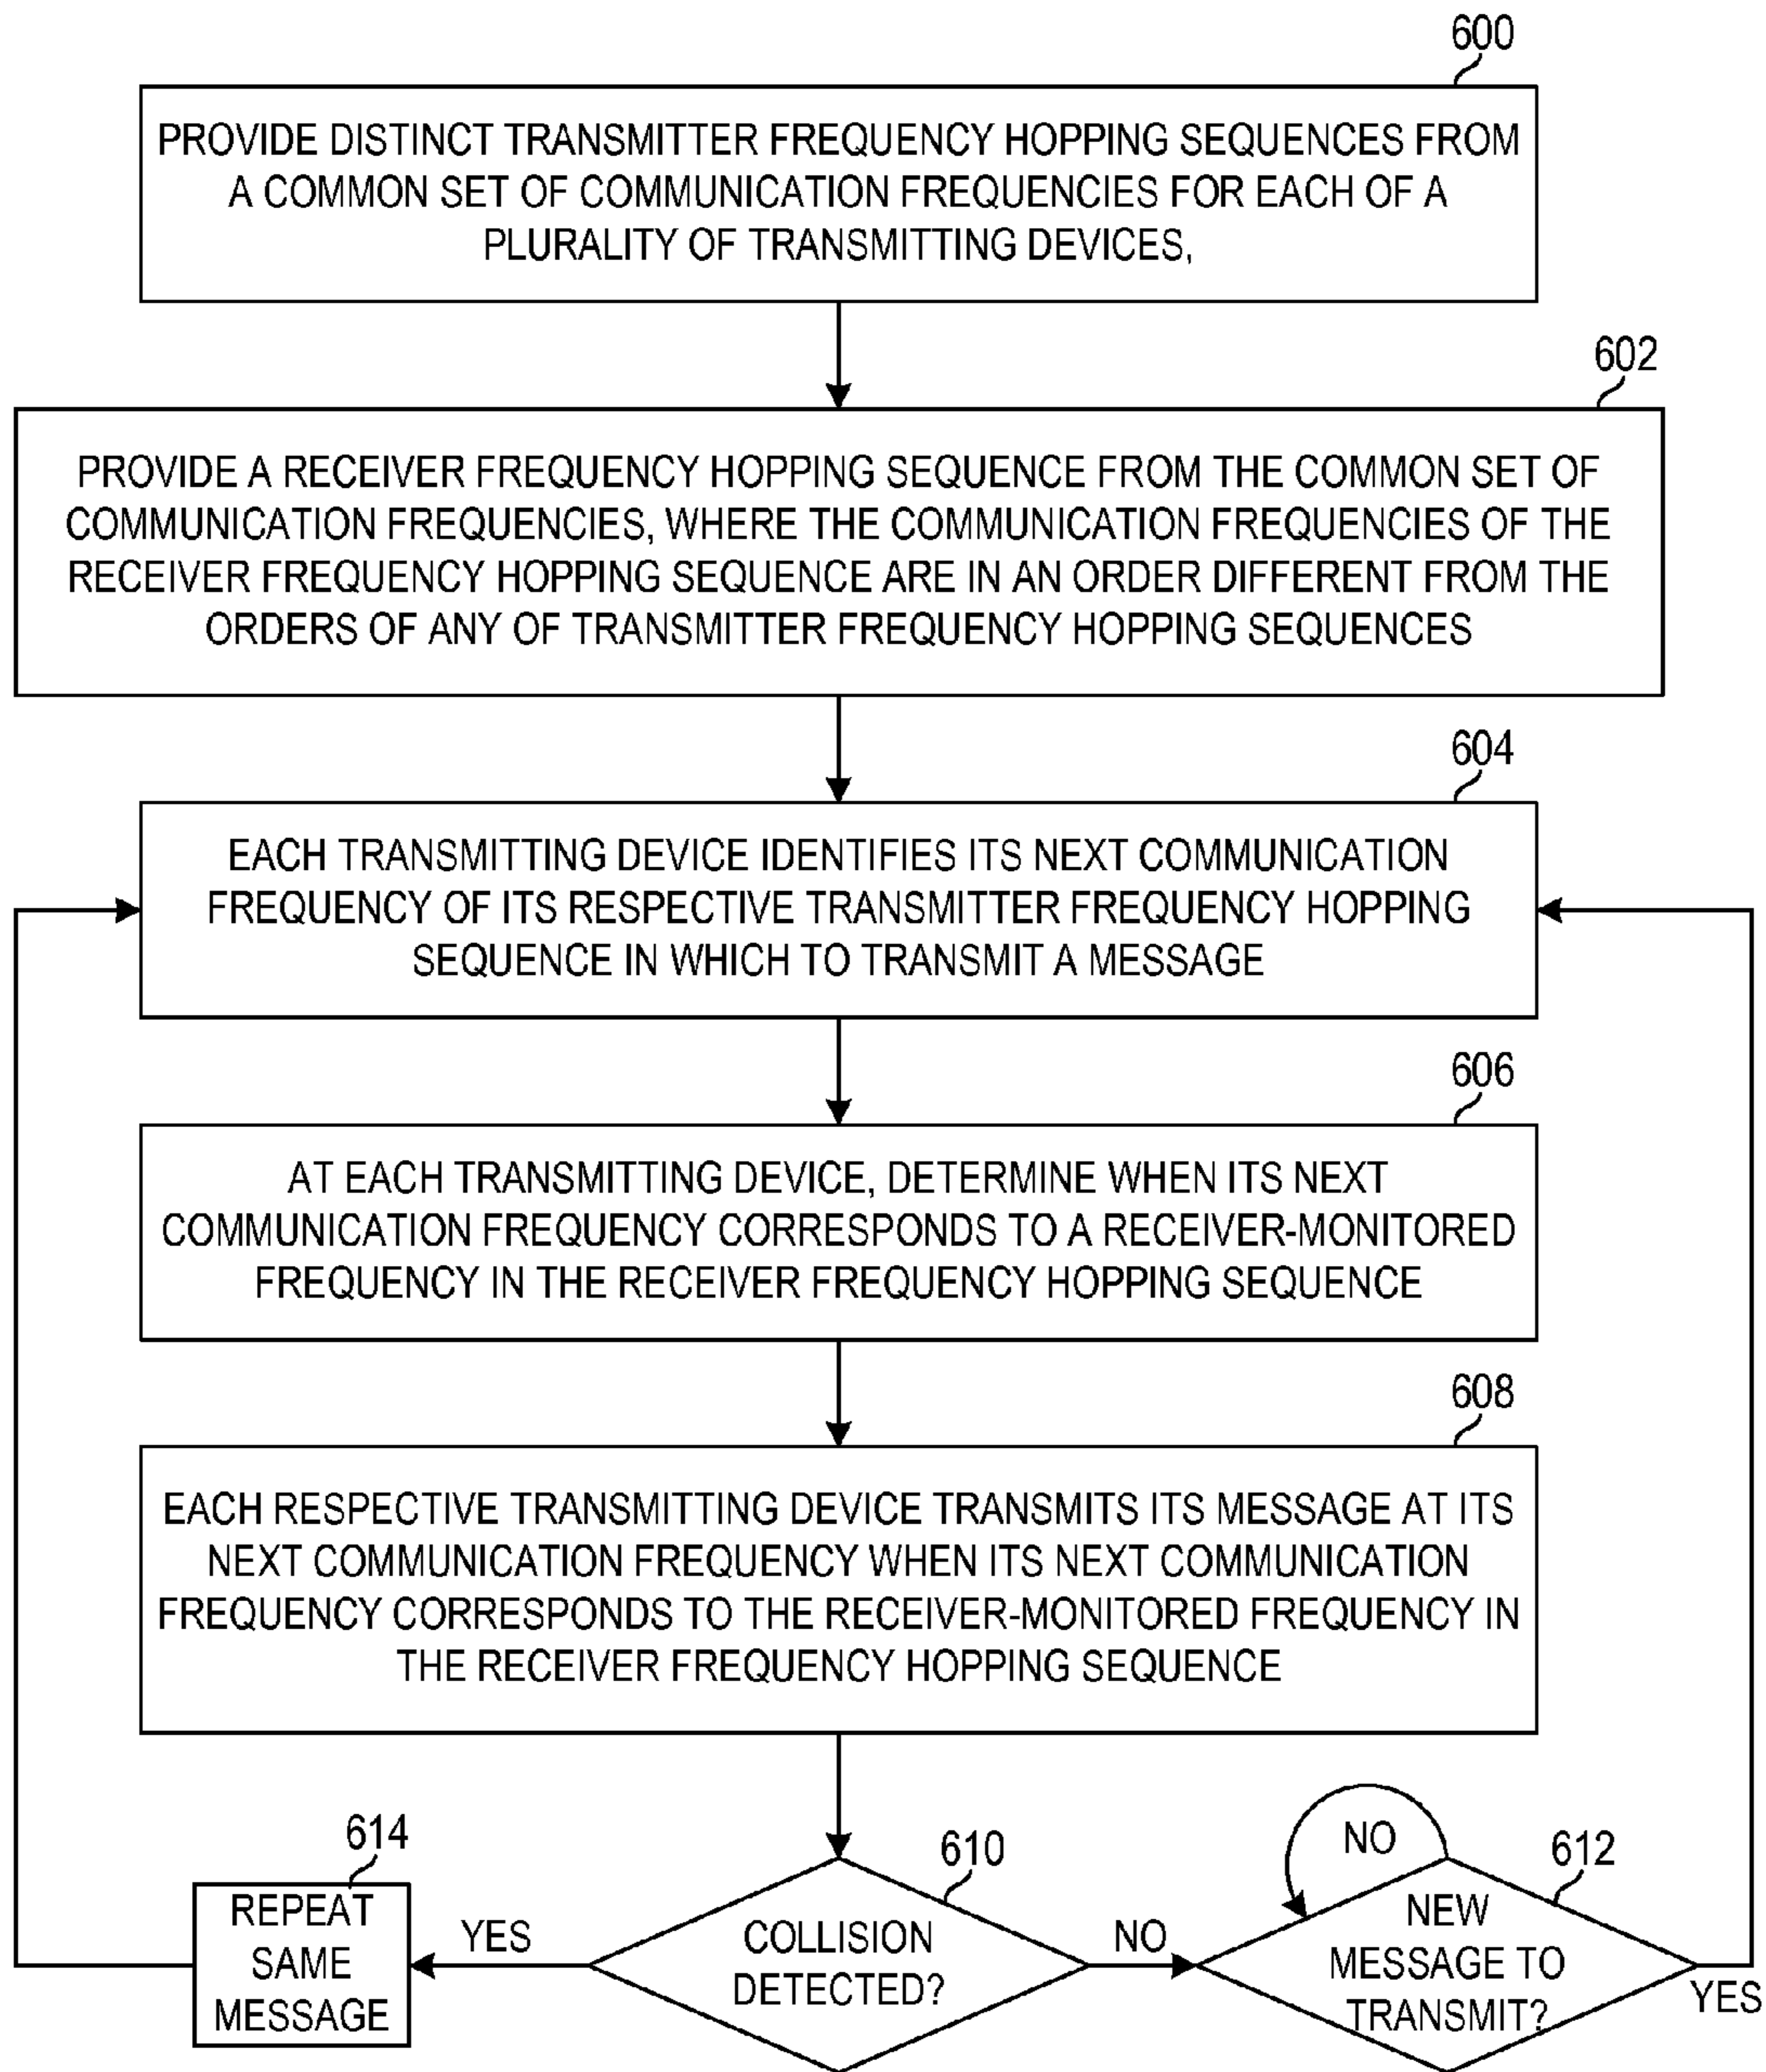 600
PROVIDE DISTINCT TRANSMITTER FREQUENCY HOPPING SEQUENCES FROM
A COMMON SET OF COMMUNICATION FREQUENCIES FOR EACH OF A
PLURALITY OF TRANSMITTING DEVICES,
602
PROVIDE A RECEIVER FREQUENCY HOPPING SEQUENCE FROM THE COMMON SET OF
COMMUNICATION FREQUENCIES, WHERE THE COMMUNICATION FREQUENCIES OF THE
RECEIVER FREQUENCY HOPPING SEQUENCE ARE IN AN ORDER DIFFERENT FROM THE
ORDERS OF ANY OF TRANSMITTER FREQUENCY HOPPING SEQUENCES
604
EACH TRANSMITTING DEVICE IDENTIFIES ITS NEXT COMMUNICATION
FREQUENCY OF ITS RESPECTIVE TRANSMITTER FREQUENCY HOPPING
SEQUENCE IN WHICH TO TRANSMIT A MESSAGE
606
AT EACH TRANSMITTING DEVICE, DETERMINE WHEN ITS NEXT
COMMUNICATION FREQUENCY CORRESPONDS TO A RECEIVER-MONITORED
FREQUENCY IN THE RECEIVER FREQUENCY HOPPING SEQUENCE
608
EACH RESPECTIVE TRANSMITTING DEVICE TRANSMITS ITS MESSAGE AT ITS
NEXT COMMUNICATION FREQUENCY WHEN ITS NEXT COMMUNICATION
FREQUENCY CORRESPONDS TO THE RECEIVER-MONITORED FREQUENCY IN
THE RECEIVER FREQUENCY HOPPING SEQUENCE
614
REPEAT
SAME
MESSAGE
YES
610
COLLISION
DETECTED?
NO
NO
612
NEW
MESSAGE TO
TRANSMIT?
YES